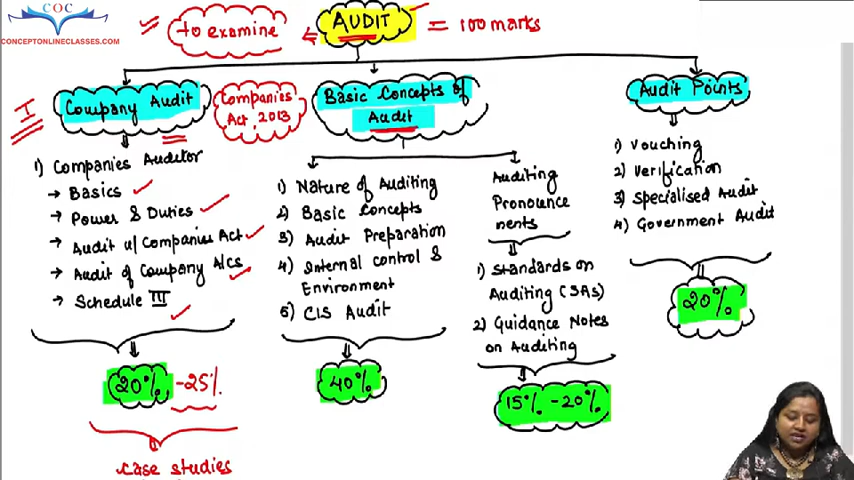 COC
CONCEPTONLINECLASSES.COM
to examine
AUDIT
= 100 marks
I
Company Audit
Companies
Act, 2013
1) Companies Auditor
→ Basics
→ Power & Duties
→ Audit u/Companies Act
→ Audit of Company A/cs
→ Schedule III
20% -25%
case studies
Basic Concepts of
Audit
1) Nature of Auditing
2) Basic Concepts
3) Audit Preparation
4) Internal control &
Environment
5) CIS Audit
40%
Auditing
Pronounce
ments
1) Standards on
Auditing (SAs)
2) Guidance Notes
on Auditing
15% -20%
Audit Points
1) Vouching
2) Verification
3) Specialised Audit
4) Government Audit
20%